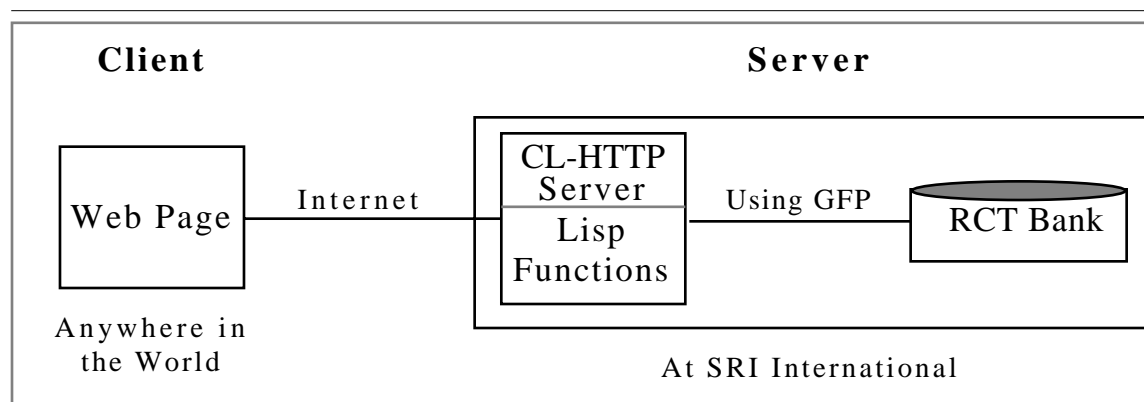 Client
Server
Web Page
Anywhere in
the World
Internet
CL-HTTP
Server
Lisp
Functions
Using GFP
RCT Bank
At SRI International